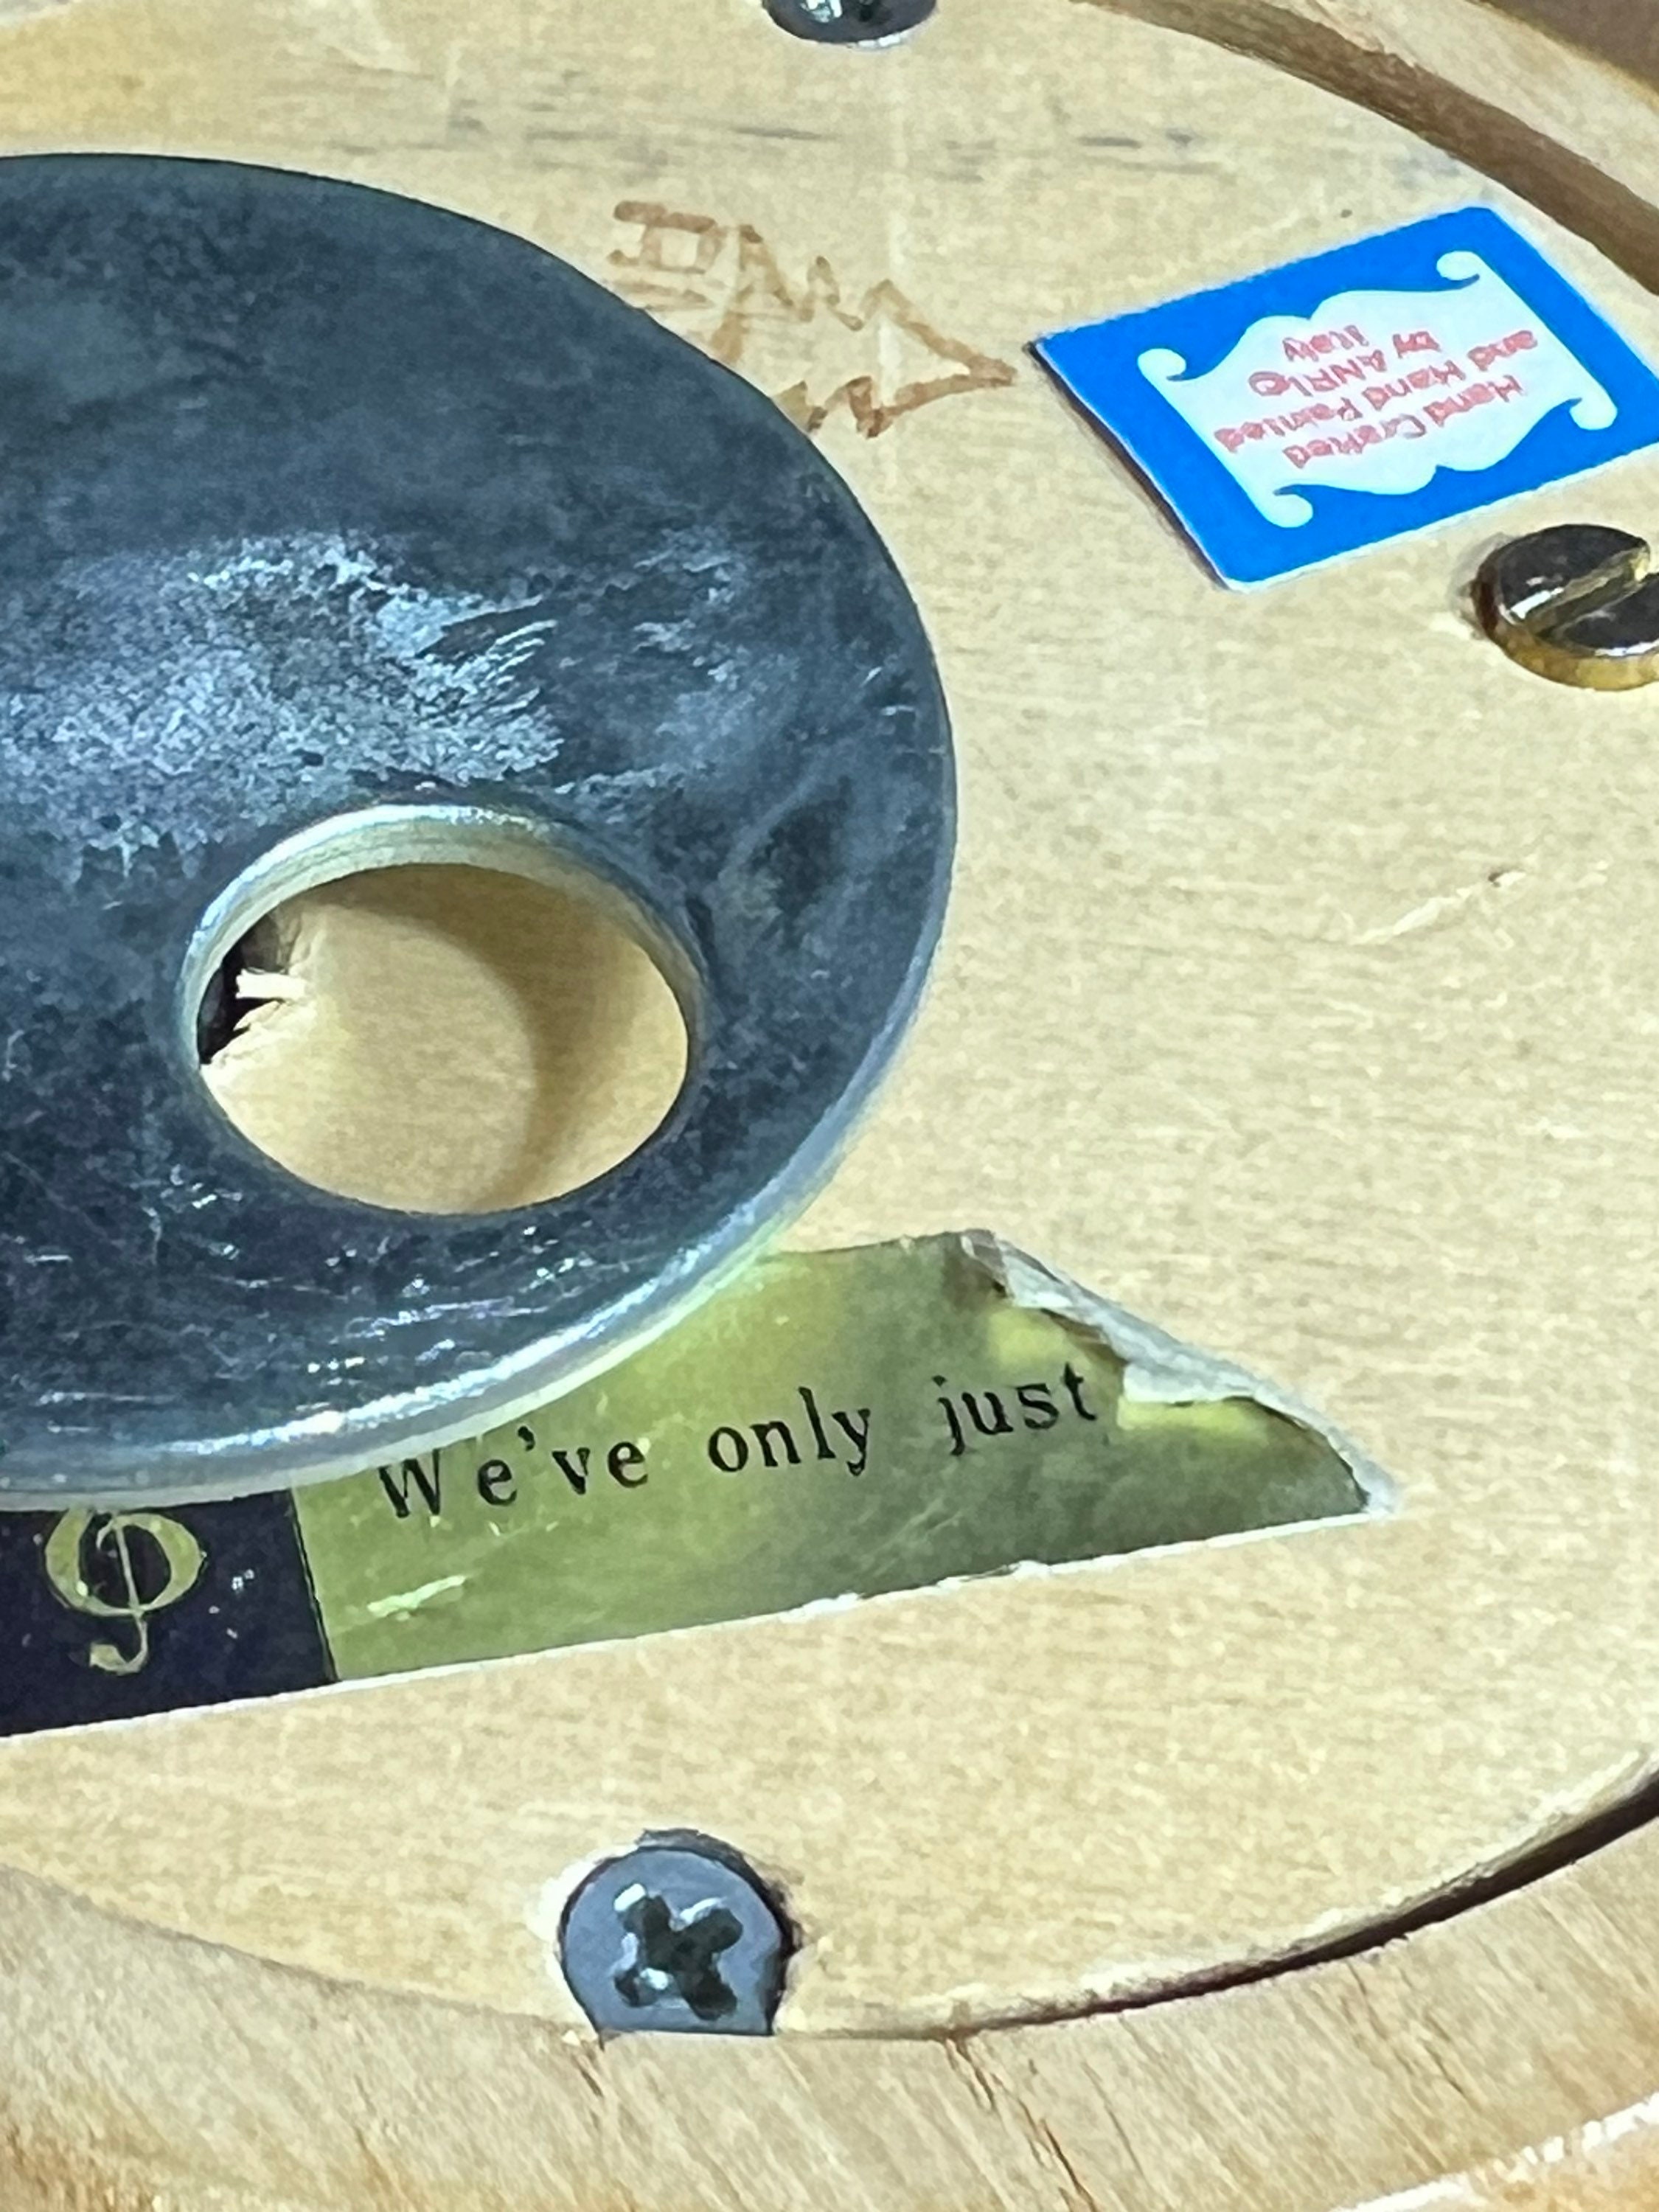 Hand Crafted
and Hand Painted
by ANRI©
Italy
We've only just